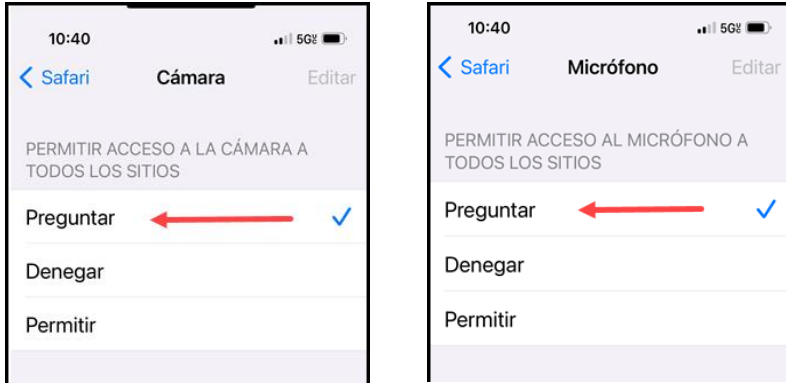 10:40
5G
Safari
Cámara
Editar
PERMITIR ACCESO A LA CÁMARA A
TODOS LOS SITIOS
Preguntar
Denegar
Permitir
10:40
5G
Safari
Micrófono
Editar
PERMITIR ACCESO AL MICRÓFONO A
TODOS LOS SITIOS
Preguntar
Denegar
Permitir